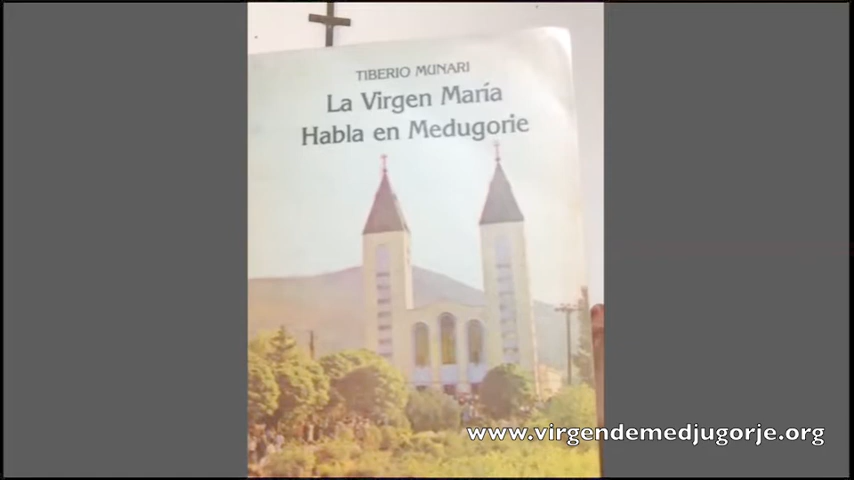 TIBERIO MUNARI
La Virgen María
Habla en Medugorie
www.virgendemedjugorje.org